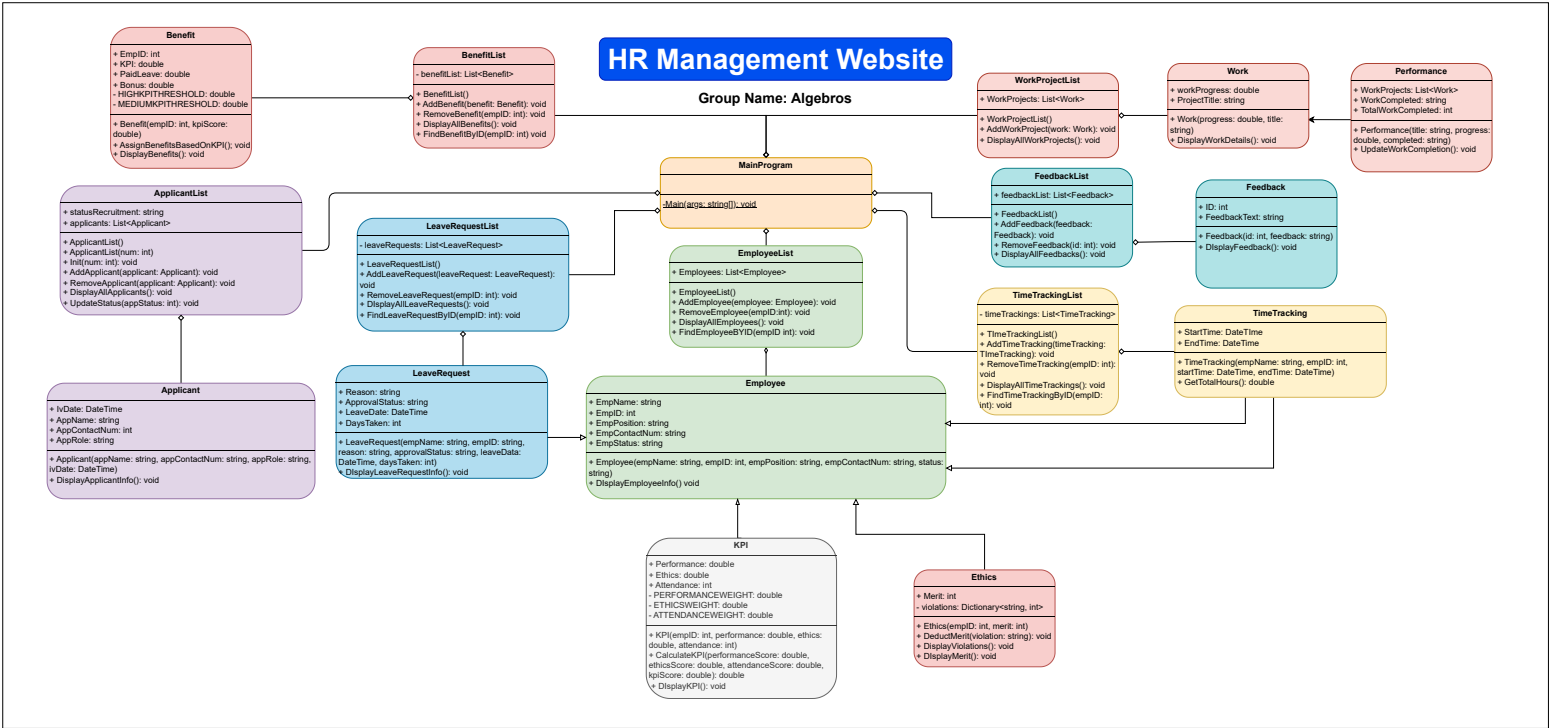 HR Management Website
Group Name: Algebros
Benefit
+ EmpID: int
+ KPI: double
+ PaidLeave: double
+ Bonus: double
- HIGHKPITHRESHOLD: double
- MEDIUMKPITHRESHOLD: double
+ Benefit(empID: int, kpiScore:
double)
+ AssignBenefitsBasedOnKPI(); void
+ DisplayBenefits(): void
BenefitList
- benefitList: List<Benefit>
+ BenefitList()
+ AddBenefit(benefit: Benefit): void
+ RemoveBenefit(empID: int): void
+ DisplayAllBenefits(): void
+ FindBenefitByID(empID: int) void
WorkProjectList
+ WorkProjects: List<Work>
+ WorkProjectList()
+ AddWorkProject(work: Work): void
+ DisplayAllWorkProjects(): void
Work
+ workProgress: double
+ ProjectTitle: string
+ Work(progress: double, title:
string)
+ DisplayWorkDetails(): void
Performance
+ WorkProjects: List<Work>
+ WorkCompleted: string
+ TotalWorkCompleted: int
+ Performance(title: string, progress:
double, completed: string)
+ UpdateWorkCompletion(): void
MainProgram
-Main(args: string[]): void
ApplicantList
+ statusRecruitment: string
+ applicants: List<Applicant>
+ ApplicantList()
+ ApplicantList(num: int)
+ Init(num: int): void
+ AddApplicant(applicant: Applicant): void
+ RemoveApplicant(applicant: Applicant): void
+ DisplayAllApplicants(): void
+ UpdateStatus(appStatus: int): void
LeaveRequestList
- leaveRequests: List<LeaveRequest>
+ LeaveRequestList()
+ AddLeaveRequest(leaveRequest: LeaveRequest):
void
+ RemoveLeaveRequest(empID: int): void
+ DIsplayAllLeaveRequests(): void
+ FindLeaveRequestByID(empID: int): void
EmployeeList
+ Employees: List<Employee>
+ EmployeeList()
+ AddEmployee(employee: Employee): void
+ RemoveEmployee(empID:int): void
+ DisplayAllEmployees(): void
+ FindEmployeeBYID(empID int): void
FeedbackList
+ feedbackList: List<Feedback>
+ FeedbackList()
+ AddFeedback(feedback:
Feedback): void
+ RemoveFeedback(id: int): void
+ DisplayAllFeedbacks(): void
Feedback
+ ID: int
+ FeedbackText: string
+ Feedback(id: int, feedback: string)
+ DIsplayFeedback(): void
TimeTrackingList
- timeTrackings: List<TimeTracking>
+ TImeTrackingList()
+ AddTimeTracking(timeTracking:
TImeTracking): void
+ RemoveTimeTracking(empID: int):
void
+ DisplayAllTimeTrackings(): void
+ FindTimeTrackingByID(empID:
int): void
TimeTracking
+ StartTime: DateTIme
+ EndTime: DateTime
+ TimeTracking(empName: string, empID: int,
startTime: DateTime, endTime: DateTime)
+ GetTotalHours(): double
Applicant
+ IvDate: DateTime
+ AppName: string
+ AppContactNum: int
+ AppRole: string
+ Applicant(appName: string, appContactNum: string, appRole: string,
ivDate: DateTime)
+ DisplayApplicantInfo(): void
LeaveRequest
+ Reason: string
+ ApprovalStatus: string
+ LeaveDate: DateTime
+ DaysTaken: int
+ LeaveRequest(empName: string, empID: string,
reason: string, approvalStatus: string, leaveData:
DateTime, daysTaken: int)
+ DIsplayLeaveRequestInfo(): void
Employee
+ EmpName: string
+ EmpID: int
+ EmpPosition: string
+ EmpContactNum: string
+ EmpStatus: string
+ Employee(empName: string, empID: int, empPosition: string, empContactNum: string, status:
string)
+ DIsplayEmployeeInfo() void
KPI
+ Performance: double
+ Ethics: double
+ Attendance: int
- PERFORMANCEWEIGHT: double
- ETHICSWEIGHT: double
- ATTENDANCEWEIGHT: double
+ KPI(empID: int, performance: double, ethics:
double, attendance: int)
+ CalculateKPI(performanceScore: double,
ethicsScore: double, attendanceScore: double,
kpiScore: double): double
+ DIsplayKPI(): void
Ethics
+ Merit: int
- violations: Dictionary<string, int>
+ Ethics(empID: int, merit: int)
+ DeductMerit(violation: string): void
+ DisplayViolations(): void
+ DIsplayMerit(): void